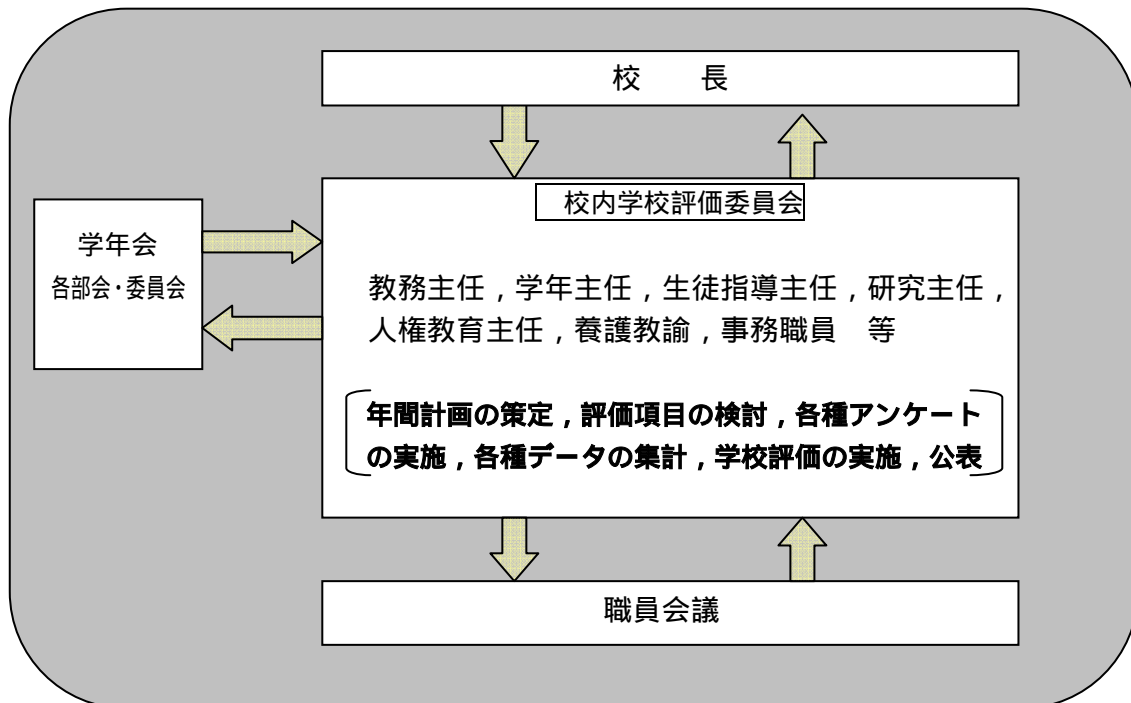 校　　長
校内学校評価委員会
学年会
各部会・委員会
教務主任，学年主任，生徒指導主任，研究主任，
人権教育主任，養護教諭，事務職員　等
年間計画の策定，評価項目の検討，各種アンケート
の実施，各種データの集計，学校評価の実施，公表
職員会議